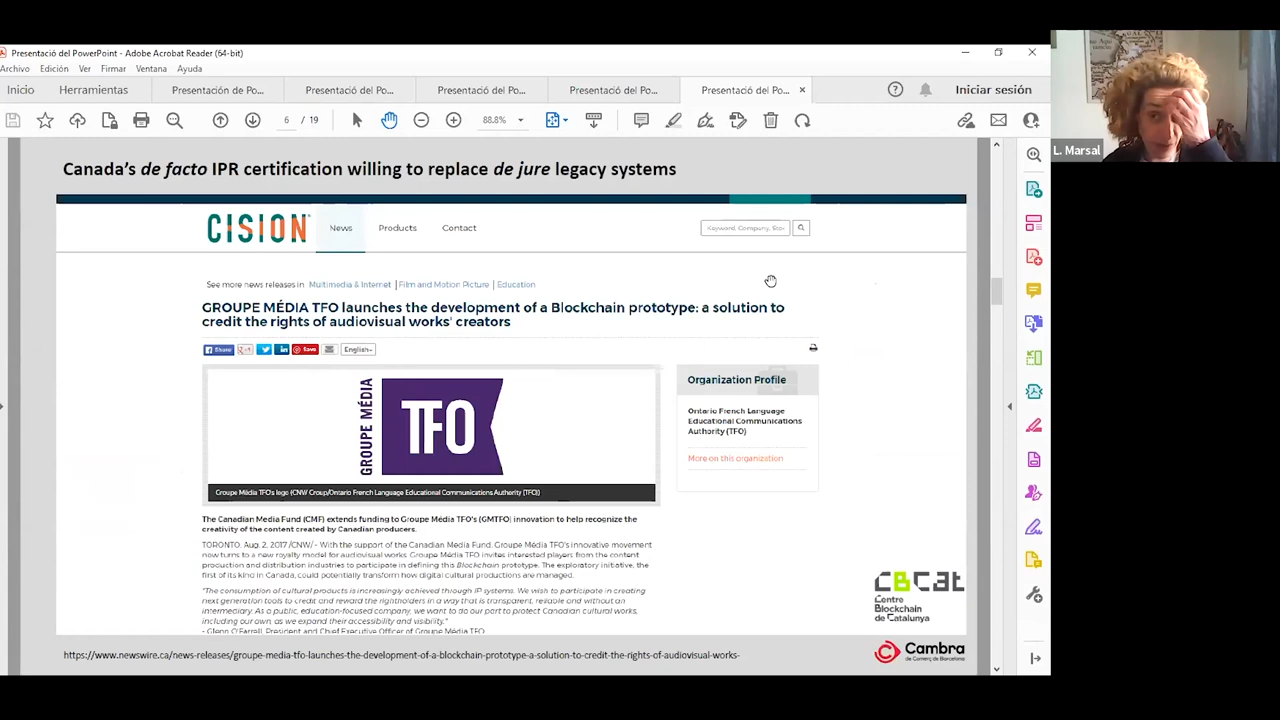 Presentació del PowerPoint - Adobe Acrobat Reader (64-bit)
Archivo Edición Ver Firmar Ventana Ayuda
Inicio Herramientas Presentación de Po... Presentació del Po... Presentació del Po... Presentació del Po... Presentació del Po... × Iniciar sesión
6 / 19 88.8%
L. Marsal
Canada's de facto IPR certification willing to replace de jure legacy systems
CISION News Products Contact Keyword, Company, Stoc
See more news releases in Multimedia & Internet | Film and Motion Picture | Education
GROUPE MÉDIA TFO launches the development of a Blockchain prototype: a solution to
credit the rights of audiovisual works' creators
Share G+1 Save English
GROUPE MÉDIA
TFO
Groupe Média TFO's logo (CNW Group/Ontario French Language Educational Communications Authority (TFO))
Organization Profile
Ontario French Language
Educational Communications
Authority (TFO)
More on this organization
The Canadian Media Fund (CMF) extends funding to Groupe Média TFO's (GMTFO) innovation to help recognize the
creativity of the content created by Canadian producers.
TORONTO, Aug. 2, 2017 /CNW/ - With the support of the Canadian Media Fund, Groupe Média TFO's innovative movement
now turns to a new royalty model for audiovisual works. Groupe Média TFO invites interested players from the content
production and distribution industries to participate in defining this Blockchain prototype. The exploratory initiative, the
first of its kind in Canada, could potentially transform how digital cultural productions are managed.
"The consumption of cultural products is increasingly achieved through IP systems. We wish to participate in creating
next generation tools to credit and reward the rightholders in a way that is transparent, reliable and without an
intermediary. As a public, education-focused company, we want to do our part to protect Canadian cultural works,
including our own, as we expand their accessibility and visibility."
- Glenn O'Farrell, President and Chief Executive Officer of Groupe Média TFO
CBCat
Centre
Blockchain
de Catalunya
https://www.newswire.ca/news-releases/groupe-media-tfo-launches-the-development-of-a-blockchain-prototype-a-solution-to-credit-the-rights-of-audiovisual-works-
Cambra
de Comerç de Barcelona